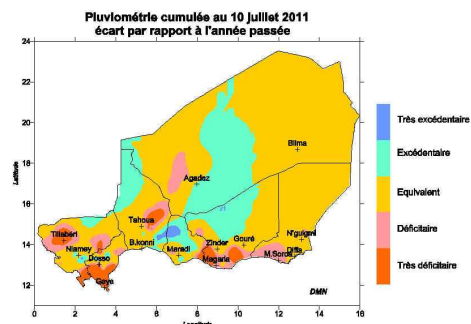 Pluviométrie cumulée au 10 juillet 2011
écart par rapport à l'année passée
24
22
20
18
16
14
12
Latitude
0 2 4 6 8 10 12 14 16
Longitude
Bilma
Agadez
Tahoua
Tillabéri
Niamey
Dosso
Gaya
B.konni
Maradi
Zinder
Magaria
Gouré
N'guigmi
Diffa
M.Soroa
DMN
Très excédentaire
Excédentaire
Equivalent
Déficitaire
Très déficitaire
Latitude